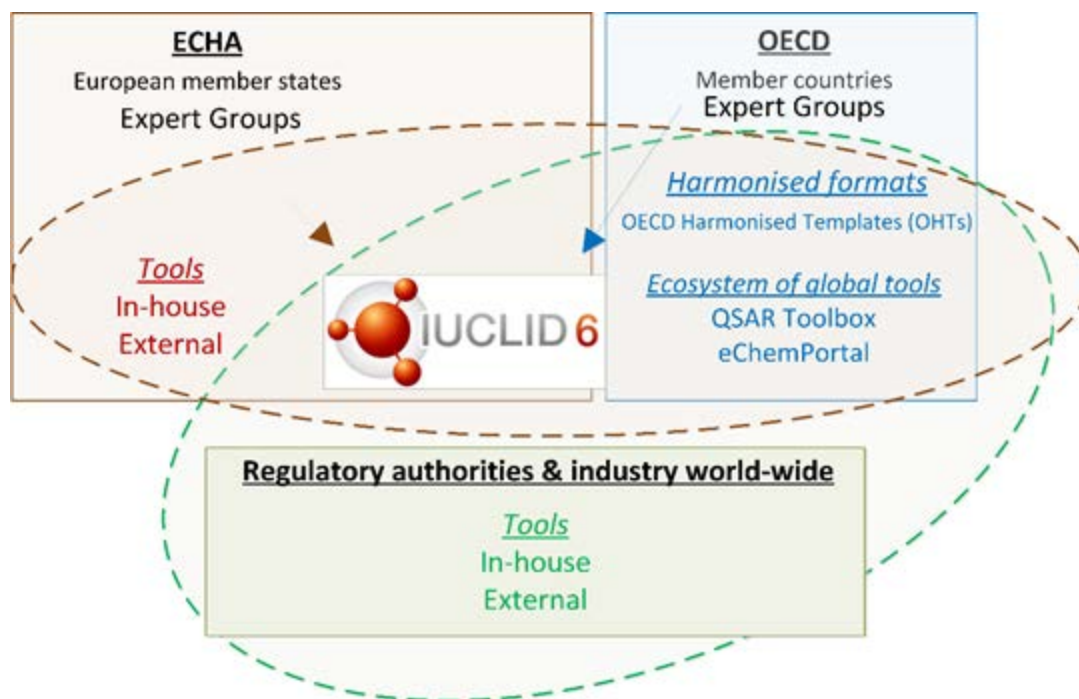 ECHA
European member states
Expert Groups
OECD
Member countries
Expert Groups
Harmonised formats
OECD Harmonised Templates (OHTs)
Tools
In-house
External
IUCLID 6
Ecosystem of global tools
QSAR Toolbox
eChemPortal
Regulatory authorities & industry world-wide
Tools
In-house
External